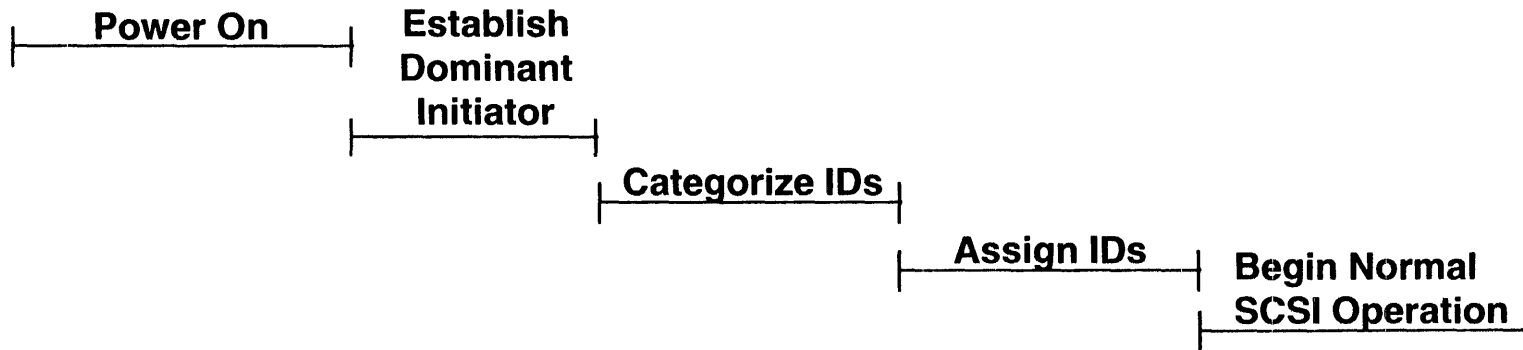 Power On
Establish
Dominant
Initiator
Categorize IDs
Assign IDs
Begin Normal
SCSI Operation